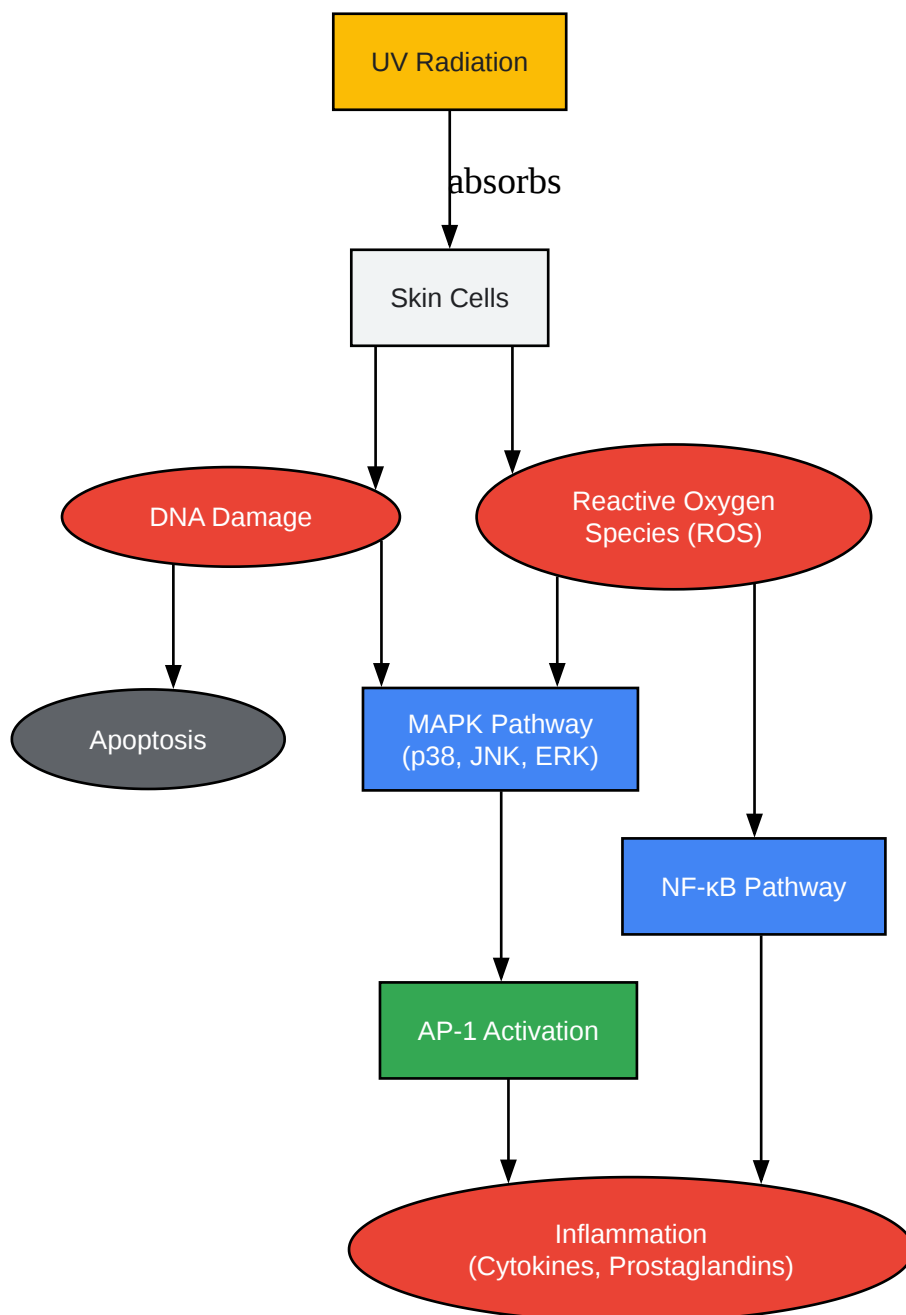 UV Radiation
absorbs
Skin Cells
DNA Damage
Reactive Oxygen
Species (ROS)
Apoptosis
MAPK Pathway
(p38, JNK, ERK)
NF-κB Pathway
AP-1 Activation
Inflammation
(Cytokines, Prostaglandins)